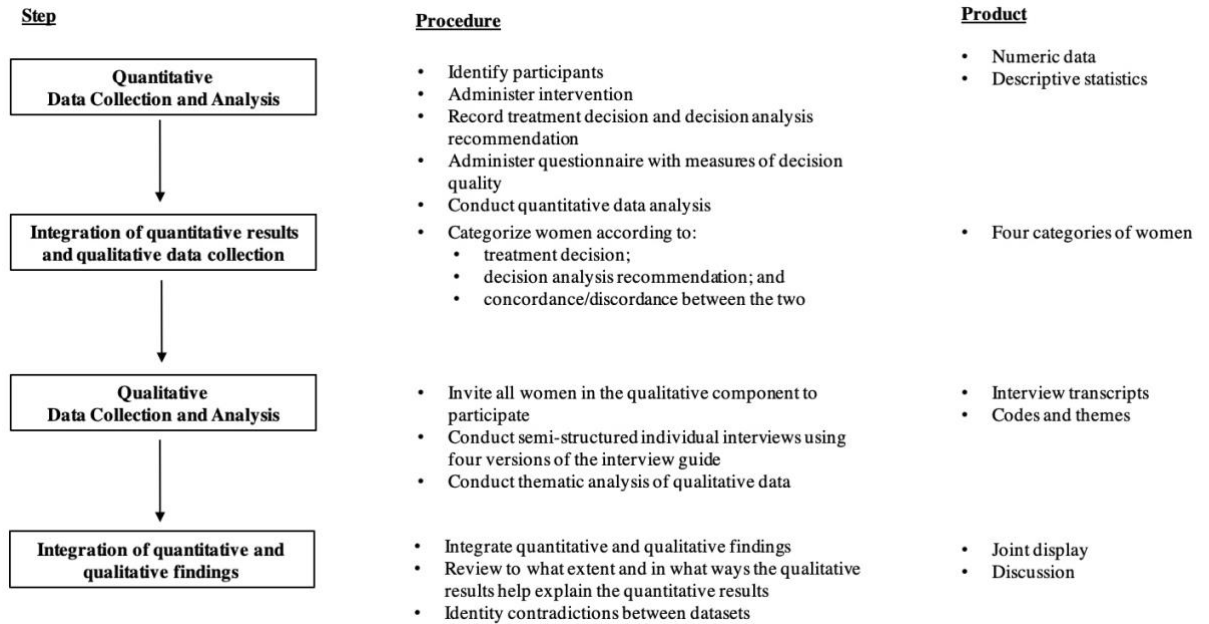 Step
Procedure
Product
Quantitative
Data Collection and Analysis
• Identify participants
• Administer intervention
• Record treatment decision and decision analysis
recommendation
• Administer questionnaire with measures of decision
quality
• Conduct quantitative data analysis
• Numeric data
• Descriptive statistics
Integration of quantitative results
and qualitative data collection
• Categorize women according to:
• treatment decision;
• decision analysis recommendation; and
• concordance/discordance between the two
• Four categories of women
Qualitative
Data Collection and Analysis
• Invite all women in the qualitative component to
participate
• Conduct semi-structured individual interviews using
four versions of the interview guide
• Conduct thematic analysis of qualitative data
• Interview transcripts
• Codes and themes
Integration of quantitative and
qualitative findings
• Integrate quantitative and qualitative findings
• Review to what extent and in what ways the qualitative
results help explain the quantitative results
• Identity contradictions between datasets
• Joint display
• Discussion